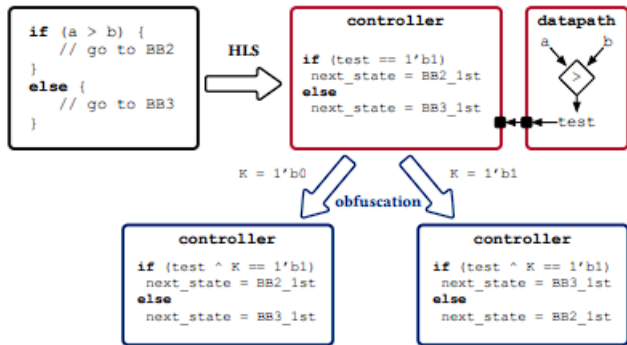 if (a > b) {
// go to BB2
}
else {
// go to BB3
}
HLS
controller
if (test == 1'b1)
next_state = BB2_1st
else
next_state = BB3_1st
datapath
a
b
>
test
K = 1'b0
K = 1'b1
obfuscation
controller
if (test ^ K == 1'b1)
next_state = BB2_1st
else
next_state = BB3_1st
controller
if (test ^ K == 1'b1)
next_state = BB3_1st
else
next_state = BB2_1st